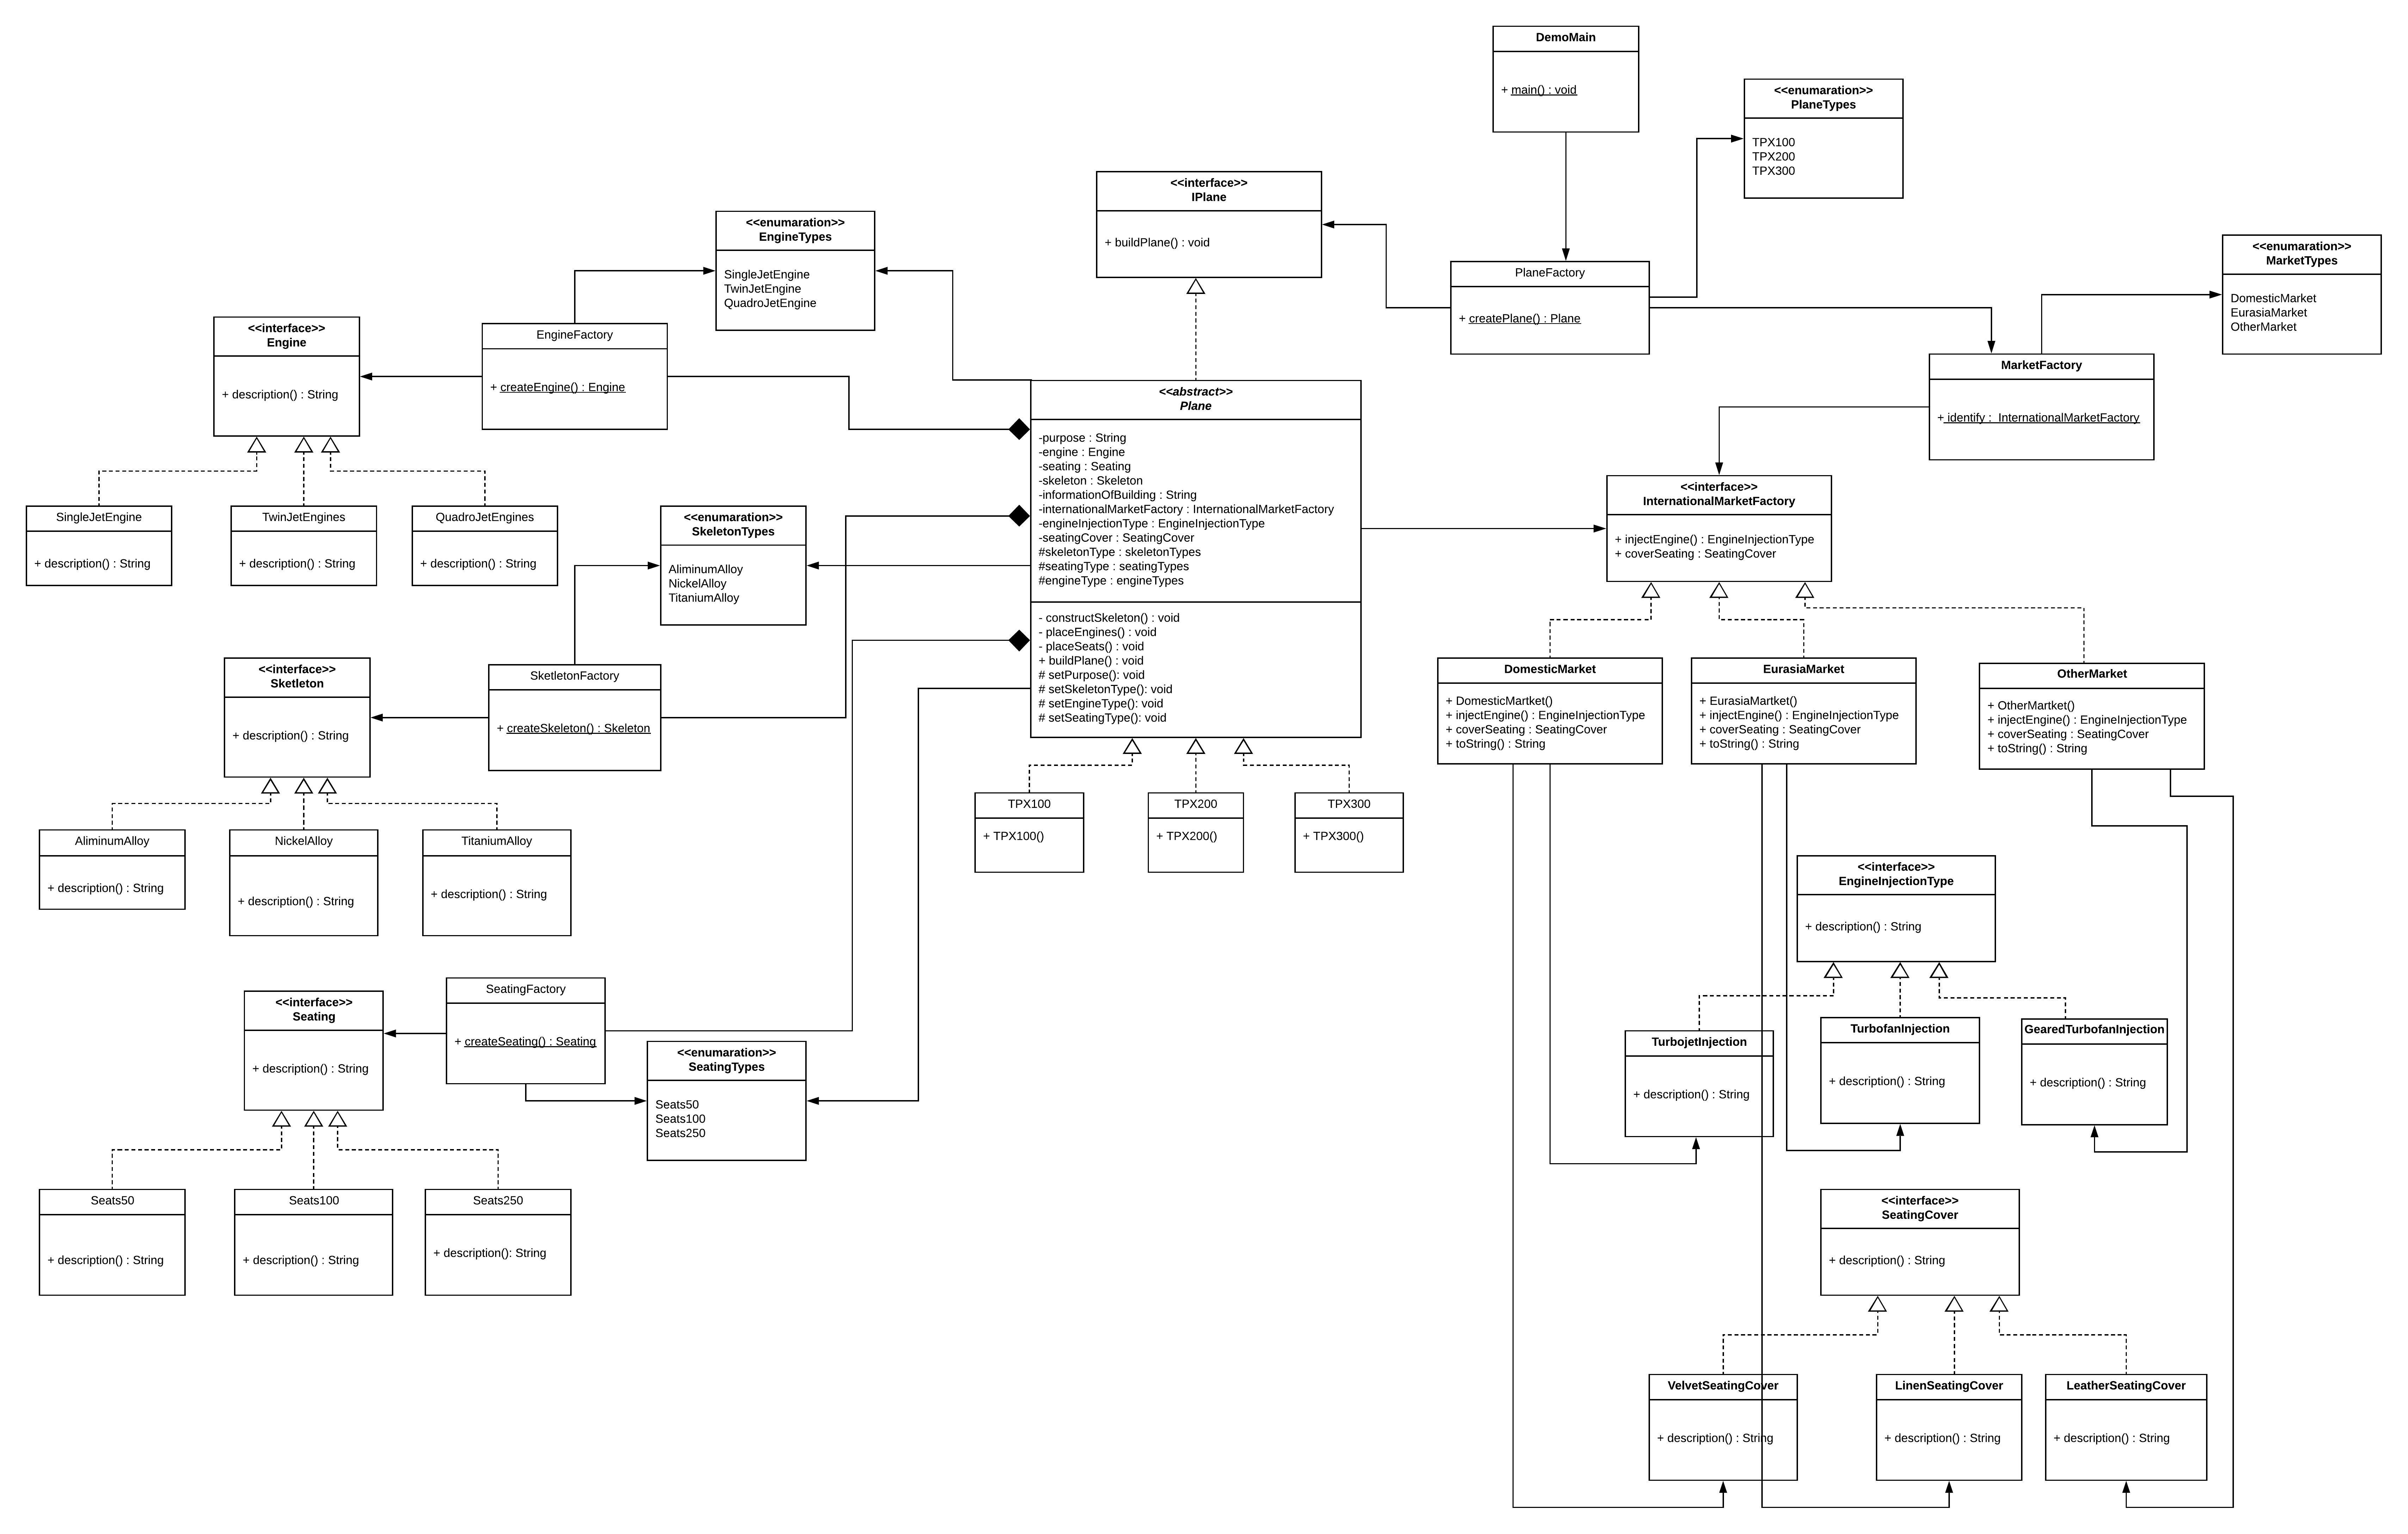 DemoMain
+ main() : void
<<enumaration>>
PlaneTypes
TPX100
TPX200
TPX300
<<interface>>
IPlane
+ buildPlane() : void
<<enumaration>>
EngineTypes
SingleJetEngine
TwinJetEngine
QuadroJetEngine
<<enumaration>>
MarketTypes
DomesticMarket
EurasiaMarket
OtherMarket
PlaneFactory
+ createPlane() : Plane
<<interface>>
Engine
+ description() : String
EngineFactory
+ createEngine() : Engine
MarketFactory
+ identify :  InternationalMarketFactory
<<abstract>>
Plane
-purpose : String
-engine : Engine
-seating : Seating
-skeleton : Skeleton
-informationOfBuilding : String
-internationalMarketFactory : InternationalMarketFactory
-engineInjectionType : EngineInjectionType
-seatingCover : SeatingCover
#skeletonType : skeletonTypes
#seatingType : seatingTypes
#engineType : engineTypes
- constructSkeleton() : void
- placeEngines() : void
- placeSeats() : void
+ buildPlane() : void
# setPurpose(): void
# setSkeletonType(): void
# setEngineType(): void
# setSeatingType(): void
<<interface>>
InternationalMarketFactory
+ injectEngine() : EngineInjectionType
+ coverSeating : SeatingCover
SingleJetEngine
+ description() : String
TwinJetEngines
+ description() : String
QuadroJetEngines
+ description() : String
<<enumaration>>
SkeletonTypes
AliminumAlloy
NickelAlloy
TitaniumAlloy
<<interface>>
Sketleton
+ description() : String
SketletonFactory
+ createSkeleton() : Skeleton
DomesticMarket
+ DomesticMartket()
+ injectEngine() : EngineInjectionType
+ coverSeating : SeatingCover
+ toString() : String
EurasiaMarket
+ EurasiaMartket()
+ injectEngine() : EngineInjectionType
+ coverSeating : SeatingCover
+ toString() : String
OtherMarket
+ OtherMartket()
+ injectEngine() : EngineInjectionType
+ coverSeating : SeatingCover
+ toString() : String
TPX100
+ TPX100()
TPX200
+ TPX200()
TPX300
+ TPX300()
AliminumAlloy
+ description() : String
NickelAlloy
+ description() : String
TitaniumAlloy
+ description() : String
<<interface>>
EngineInjectionType
+ description() : String
<<interface>>
Seating
+ description() : String
SeatingFactory
+ createSeating() : Seating
<<enumaration>>
SeatingTypes
Seats50
Seats100
Seats250
TurbojetInjection
+ description() : String
TurbofanInjection
+ description() : String
GearedTurbofanInjection
+ description() : String
Seats50
+ description() : String
Seats100
+ description() : String
Seats250
+ description(): String
<<interface>>
SeatingCover
+ description() : String
VelvetSeatingCover
+ description() : String
LinenSeatingCover
+ description() : String
LeatherSeatingCover
+ description() : String